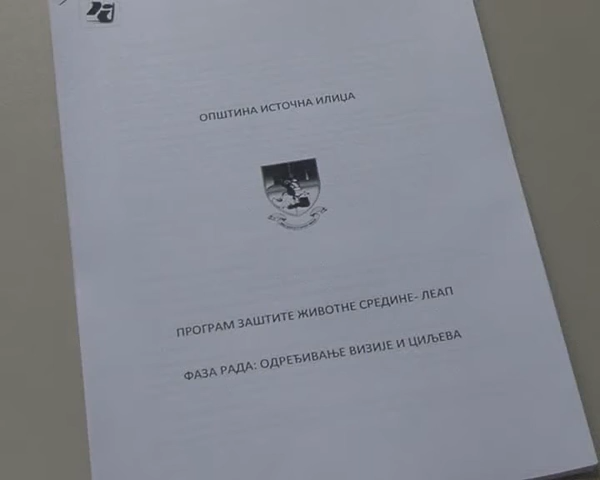 ОПШТИНА ИСТОЧНА ИЛИЏА
ПРОГРАМ ЗАШТИТЕ ЖИВОТНЕ СРЕДИНЕ- ЛЕАП
ФАЗА РАДА: ОДРЕЂИВАЊЕ ВИЗИЈЕ И ЦИЉЕВА